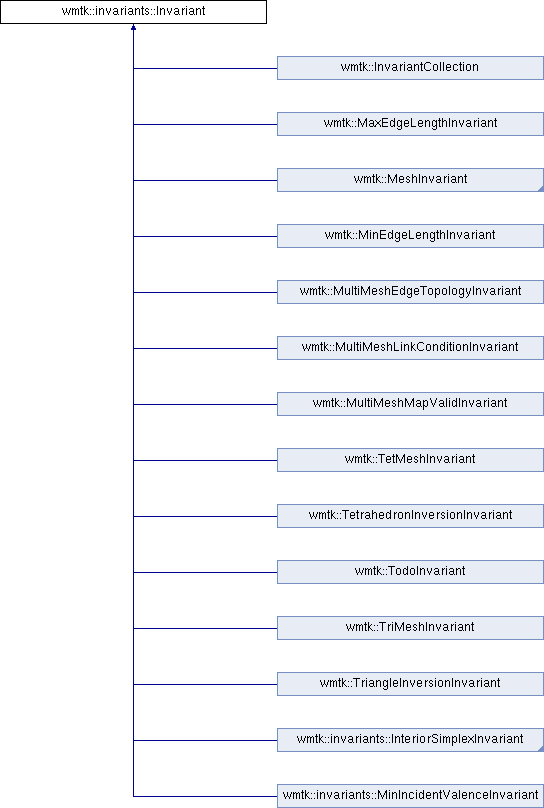 wmtk::invariants::Invariant
wmtk::InvariantCollection
wmtk::MaxEdgeLengthInvariant
wmtk::MeshInvariant
wmtk::MinEdgeLengthInvariant
wmtk::MultiMeshEdgeTopologyInvariant
wmtk::MultiMeshLinkConditionInvariant
wmtk::MultiMeshMapValidInvariant
wmtk::TetMeshInvariant
wmtk::TetrahedronInversionInvariant
wmtk::TodoInvariant
wmtk::TriMeshInvariant
wmtk::TriangleInversionInvariant
wmtk::invariants::InteriorSimplexInvariant
wmtk::invariants::MinIncidentValenceInvariant